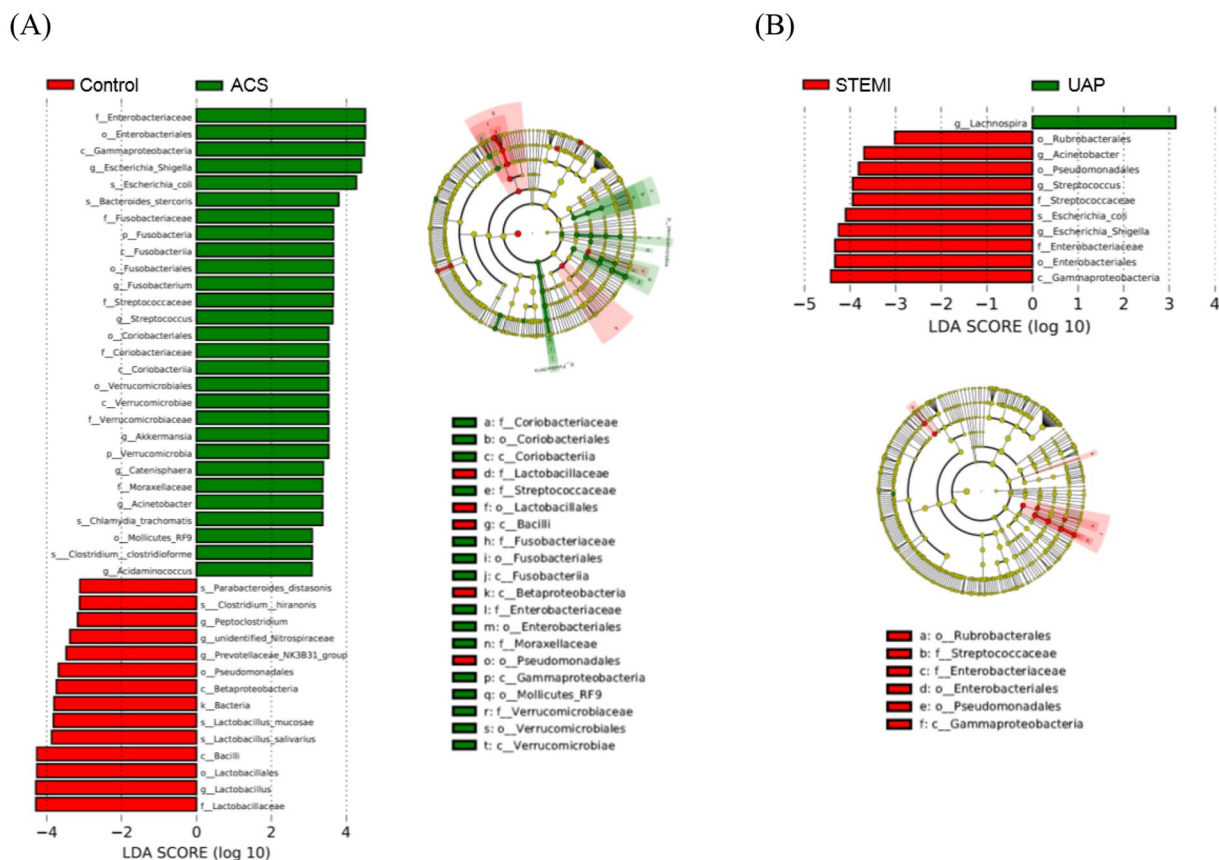 (A)
Control
ACS
f__Enterobacteriaceae
o__Enterobacteriales
c__Gammaproteobacteria
g__Escherichia_Shigella
s__Escherichia_coli
s__Bacteroides_stercoris
f__Fusobacteriaceae
p__Fusobacteria
c__Fusobacteriia
o__Fusobacteriales
g__Fusobacterium
f__Streptococcaceae
g__Streptococcus
o__Coriobacteriales
f__Coriobacteriaceae
c__Coriobacteriia
o__Verrucomicrobiales
c__Verrucomicrobiae
f__Verrucomicrobiaceae
g__Akkermansia
p__Verrucomicrobia
g__Catenisphaera
f__Moraxellaceae
g__Acinetobacter
s__Chlamydia_trachomatis
o__Mollicutes_RF9
s___Clostridium__clostridioforme
g__Acidaminococcus
s__Parabacteroides_distasonis
s___Clostridium__hiranonis
g__Peptoclostridium
g__unidentified_Nitrospiraceae
g__Prevotellaceae_NK3B31_group
o__Pseudomonadales
c__Betaproteobacteria
k__Bacteria
s__Lactobacillus_mucosae
s__Lactobacillus_salivarius
c__Bacilli
o__Lactobacillales
g__Lactobacillus
f__Lactobacillaceae
−4 −2 0 2 4
LDA SCORE (log 10)
p__Fusobacteria
a: f__Coriobacteriaceae
b: o__Coriobacteriales
c: c__Coriobacteriia
d: f__Lactobacillaceae
e: f__Streptococcaceae
f: o__Lactobacillales
g: c__Bacilli
h: f__Fusobacteriaceae
i: o__Fusobacteriales
j: c__Fusobacteriia
k: c__Betaproteobacteria
l: f__Enterobacteriaceae
m: o__Enterobacteriales
n: f__Moraxellaceae
o: o__Pseudomonadales
p: c__Gammaproteobacteria
q: o__Mollicutes_RF9
r: f__Verrucomicrobiaceae
s: o__Verrucomicrobiales
t: c__Verrucomicrobiae
(B)
STEMI
UAP
g__Lachnospira
o__Rubrobacterales
g__Acinetobacter
o__Pseudomonadales
g__Streptococcus
f__Streptococcaceae
s__Escherichia_coli
g__Escherichia_Shigella
f__Enterobacteriaceae
o__Enterobacteriales
c__Gammaproteobacteria
−5 −4 −3 −2 −1 0 1 2 3 4
LDA SCORE (log 10)
a: o__Rubrobacterales
b: f__Streptococcaceae
c: f__Enterobacteriaceae
d: o__Enterobacteriales
e: o__Pseudomonadales
f: c__Gammaproteobacteria